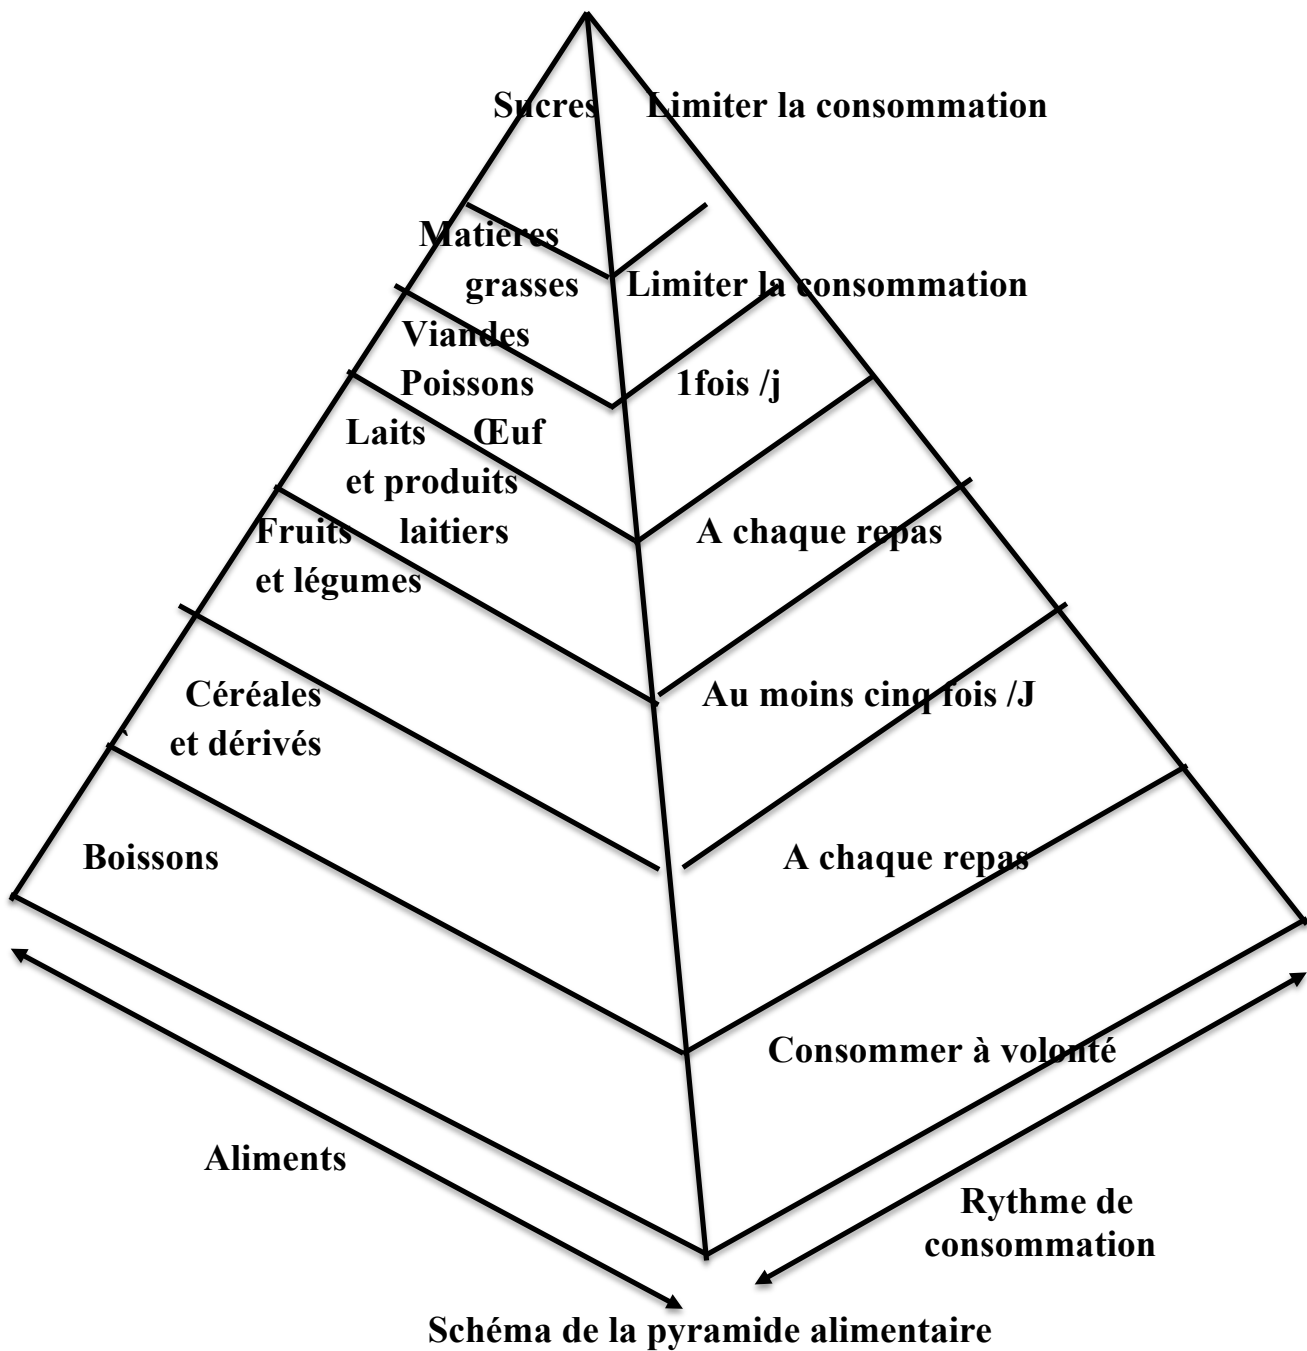 Sucres Limiter la consommation
Matières
grasses Limiter la consommation
Viandes
Poissons 1fois /j
Laits Œuf
et produits
Fruits laitiers A chaque repas
et légumes
Céréales Au moins cinq fois /J
et dérivés
Boissons A chaque repas
Consommer à volonté
Aliments
Rythme de
consommation
Schéma de la pyramide alimentaire